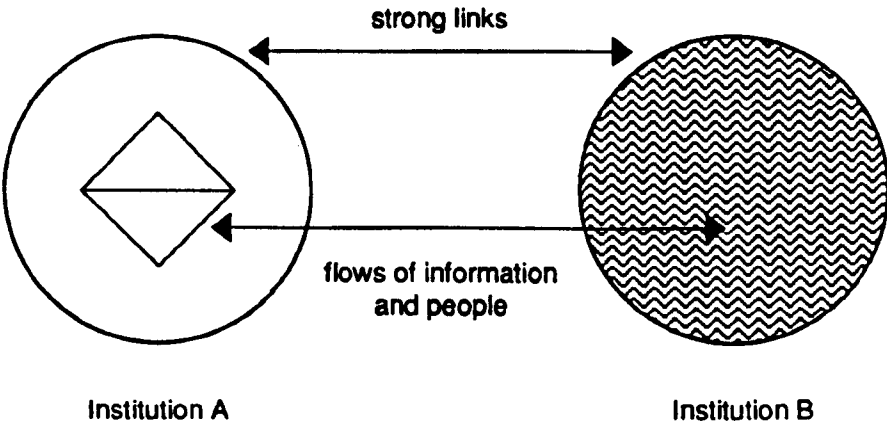 strong links
flows of information
and people
Institution A
Institution B